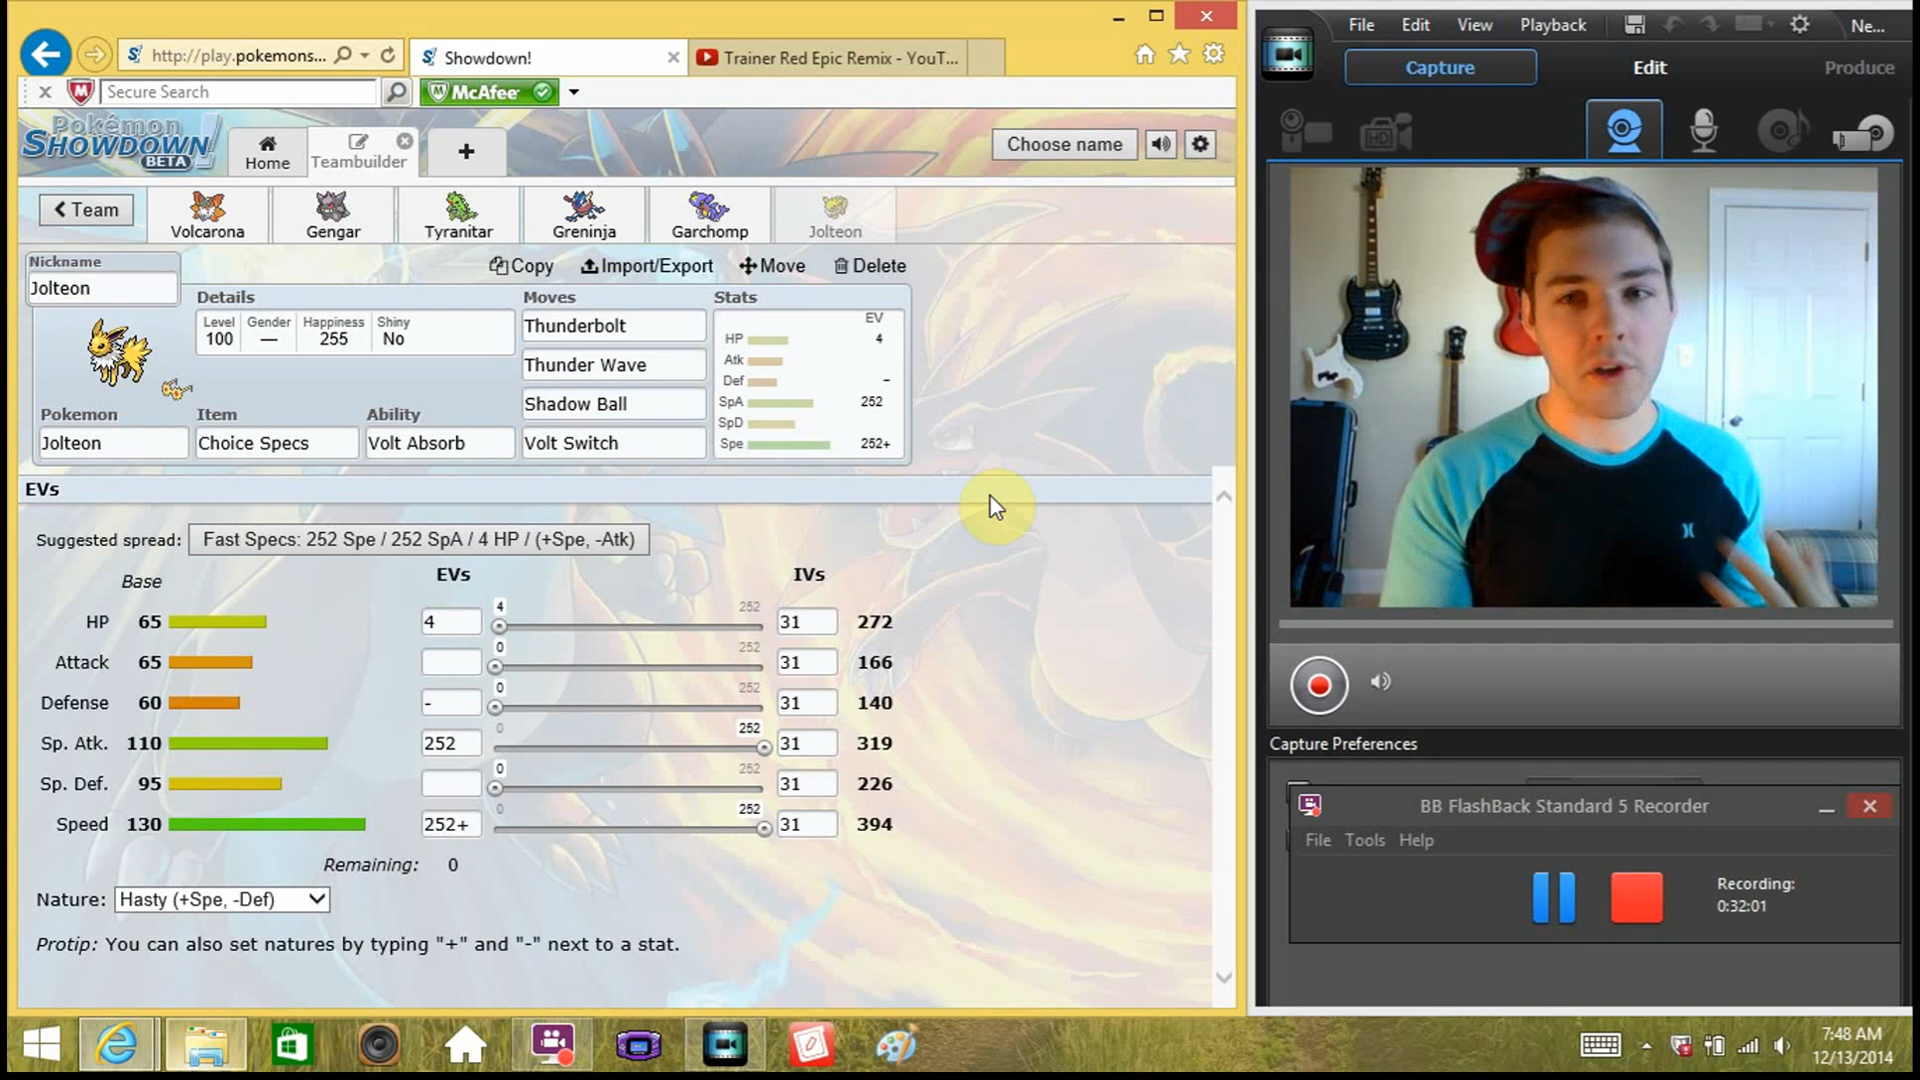 http://play.pokemons...
Showdown!
Trainer Red Epic Remix - YouT...
Secure Search
McAfee
Pokémon
SHOWDOWN
BETA
Home
Teambuilder
+
Choose name
Team
Volcarona
Gengar
Tyranitar
Greninja
Garchomp
Jolteon
Nickname
Jolteon
Copy
Import/Export
Move
Delete
Details
Level
100
Gender
—
Happiness
255
Shiny
No
Pokemon
Jolteon
Item
Choice Specs
Ability
Volt Absorb
Moves
Thunderbolt
Thunder Wave
Shadow Ball
Volt Switch
Stats
EV
HP 4
Atk
Def -
SpA 252
SpD
Spe 252+
EVs
Suggested spread: Fast Specs: 252 Spe / 252 SpA / 4 HP / (+Spe, -Atk)
Base EVs IVs
HP 65 4 4 252 31 272
Attack 65 0 252 31 166
Defense 60 - 0 252 31 140
Sp. Atk. 110 252 0 252 31 319
Sp. Def. 95 0 252 31 226
Speed 130 252+ 0 252 31 394
Remaining: 0
Nature: Hasty (+Spe, -Def)
Protip: You can also set natures by typing "+" and "-" next to a stat.
File Edit View Playback Ne...
Capture Edit Produce
HD
Capture Preferences
BB FlashBack Standard 5 Recorder
File Tools Help
Recording:
0:32:01
7:48 AM
12/13/2014